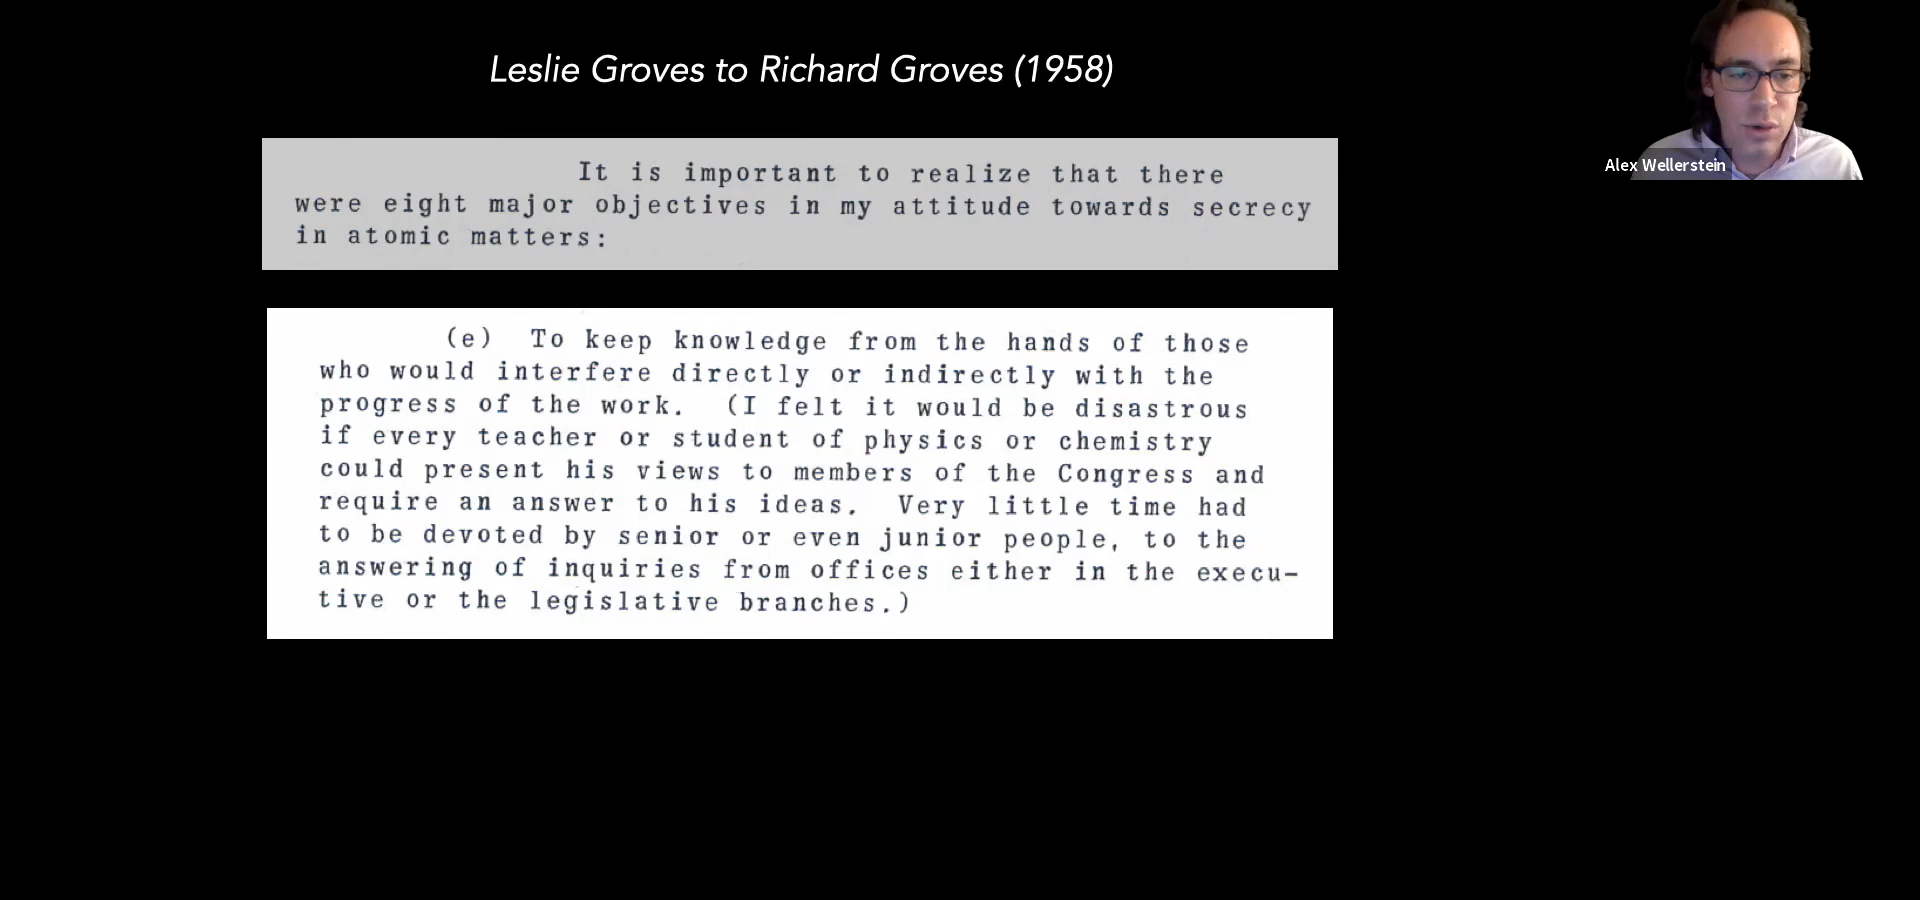 Leslie Groves to Richard Groves (1958)
Alex Wellerstein
It is important to realize that there
were eight major objectives in my attitude towards secrecy
in atomic matters:
(e) To keep knowledge from the hands of those
who would interfere directly or indirectly with the
progress of the work. (I felt it would be disastrous
if every teacher or student of physics or chemistry
could present his views to members of the Congress and
require an answer to his ideas. Very little time had
to be devoted by senior or even junior people, to the
answering of inquiries from offices either in the execu-
tive or the legislative branches.)